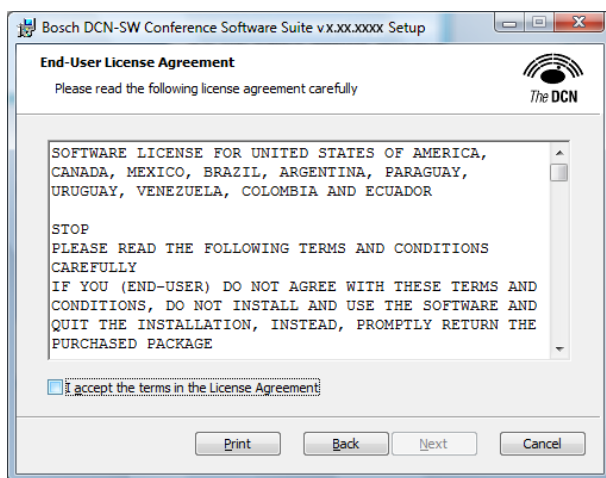 Bosch DCN-SW Conference Software Suite vx.xx.xxxx Setup
End-User License Agreement
Please read the following license agreement carefully
The DCN
SOFTWARE LICENSE FOR UNITED STATES OF AMERICA,
CANADA, MEXICO, BRAZIL, ARGENTINA, PARAGUAY,
URUGUAY, VENEZUELA, COLOMBIA AND ECUADOR
STOP
PLEASE READ THE FOLLOWING TERMS AND CONDITIONS
CAREFULLY
IF YOU (END-USER) DO NOT AGREE WITH THESE TERMS AND
CONDITIONS, DO NOT INSTALL AND USE THE SOFTWARE AND
QUIT THE INSTALLATION, INSTEAD, PROMPTLY RETURN THE
PURCHASED PACKAGE
I accept the terms in the License Agreement
Print Back Next Cancel